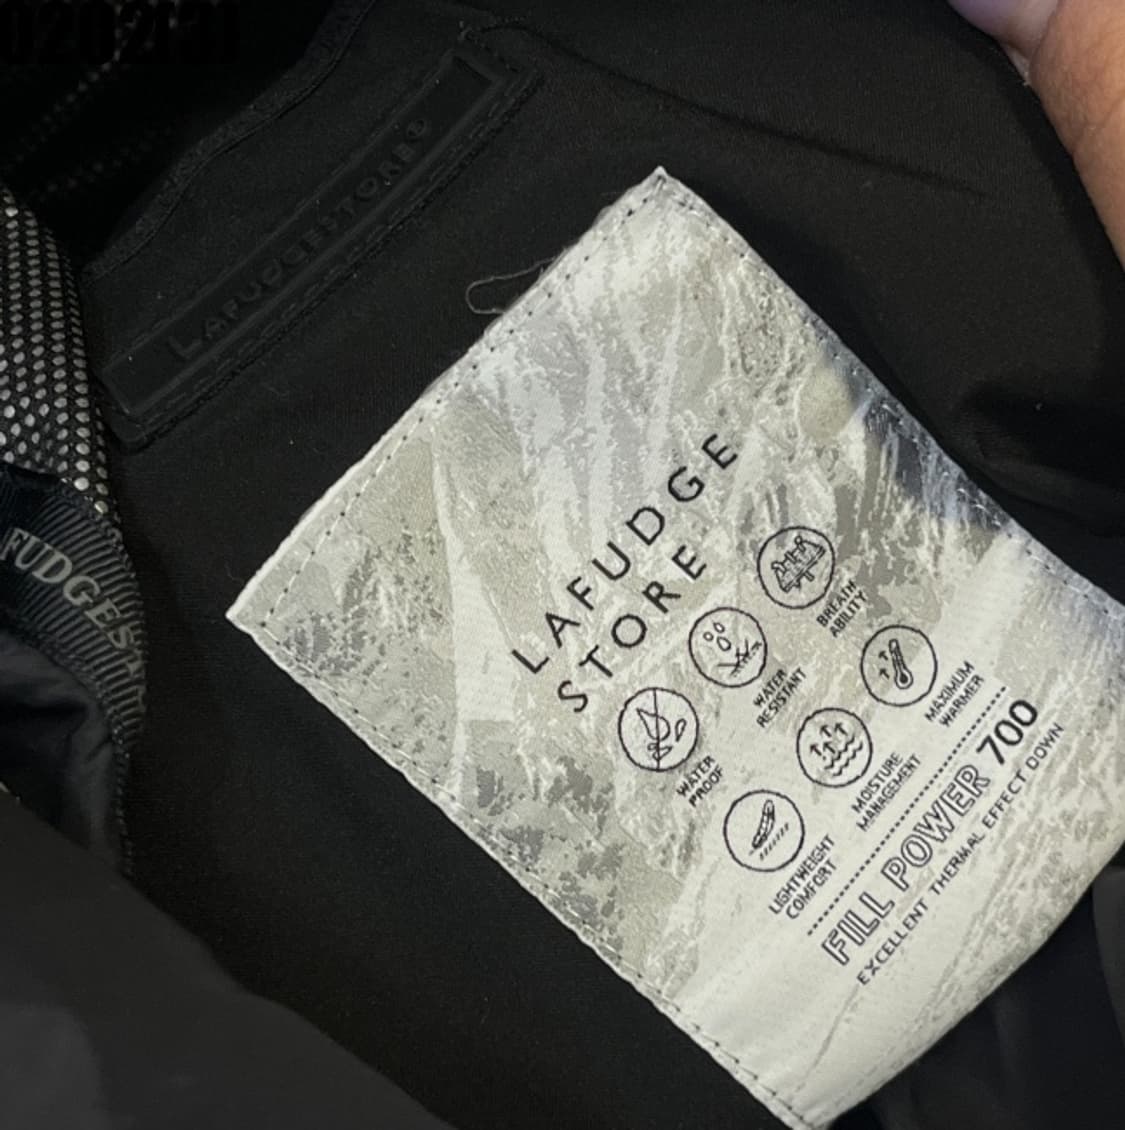 LAFUDGESTORE®
FUDGEST
LAFUDGE
STORE
WATER
PROOF
WATER
RESISTANT
BREATH
ABILITY
LIGHTWEIGHT
COMFORT
MOISTURE
MANAGEMENT
MAXIMUM
WARMER
FILL POWER 700
EXCELLENT THERMAL EFFECT DOWN